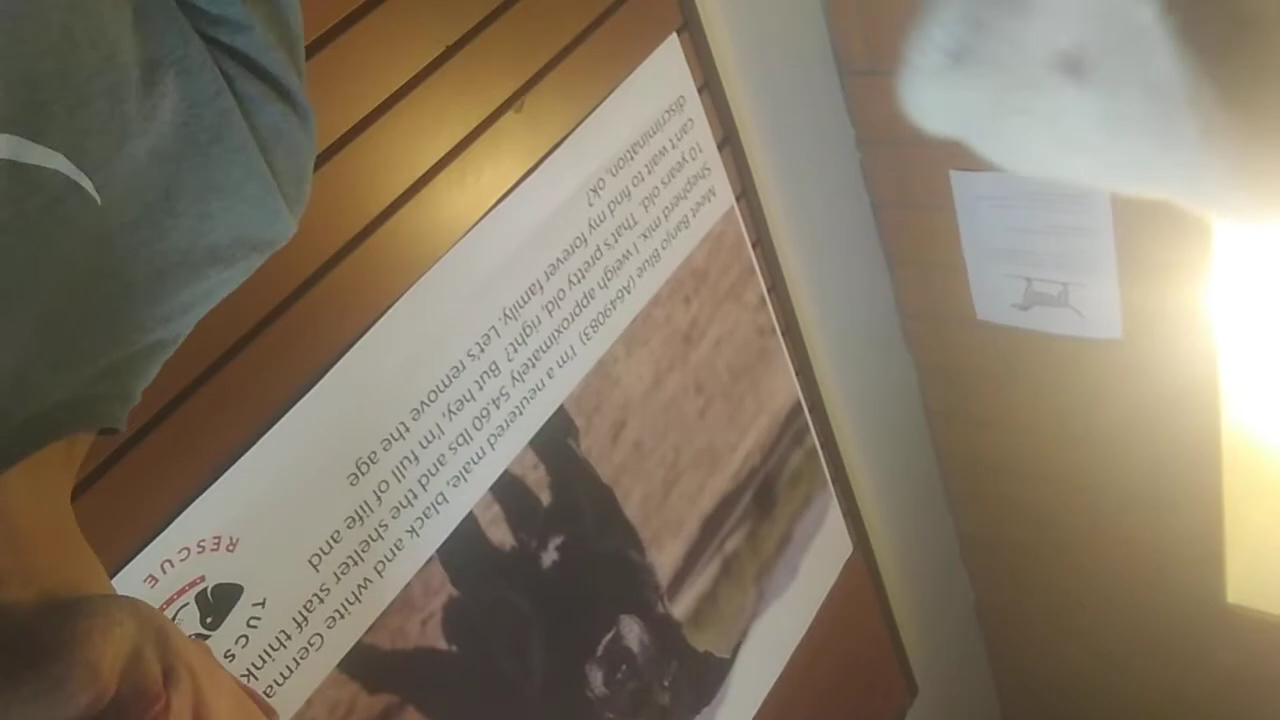 Meet Banjo Blue (A649083) I'm a neutered male, black and white Germa
Shepherd mix. I weigh approximately 54.60 lbs and the shelter staff think
10 years old. That's pretty old, right? But hey, I'm full of life and
can't wait to find my forever family. Let's remove the age
discrimination, ok?
TUCS
RESCUE